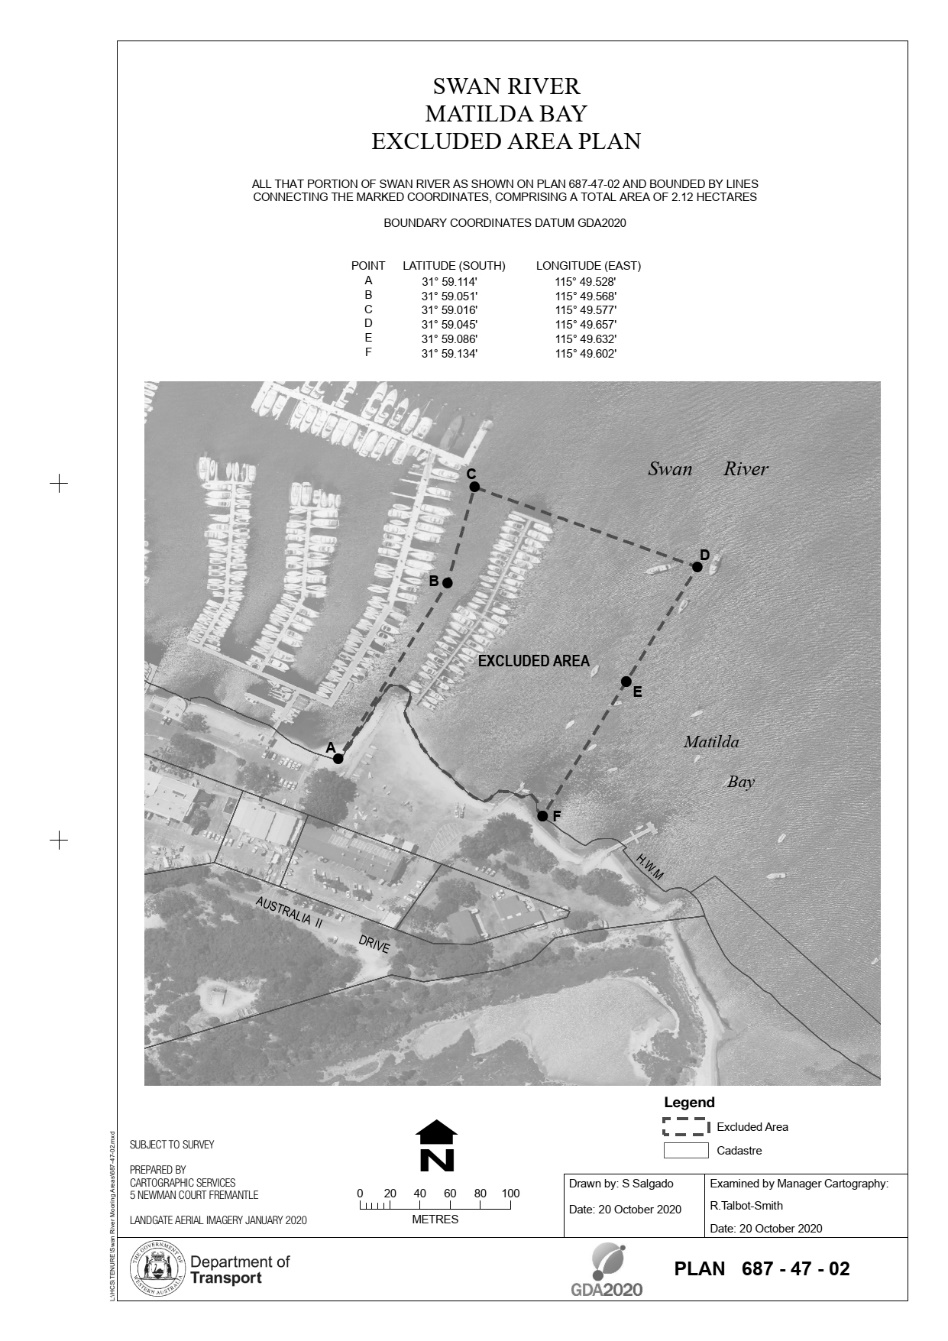 SWAN RIVER
MATILDA BAY
EXCLUDED AREA PLAN
ALL THAT PORTION OF SWAN RIVER AS SHOWN ON PLAN 687-47-02 AND BOUNDED BY LINES
CONNECTING THE MARKED COORDINATES, COMPRISING A TOTAL AREA OF 2.12 HECTARES
BOUNDARY COORDINATES DATUM GDA2020
POINT LATITUDE (SOUTH) LONGITUDE (EAST)
A 31° 59.114' 115° 49.528'
B 31° 59.051' 115° 49.568'
C 31° 59.016' 115° 49.577'
D 31° 59.045' 115° 49.657'
E 31° 59.086' 115° 49.632'
F 31° 59.134' 115° 49.602'
Swan River
C
D
B
EXCLUDED AREA
E
A
Matilda
Bay
F
H.W.M
AUSTRALIA II
DRIVE
Legend
Excluded Area
Cadastre
SUBJECT TO SURVEY
PREPARED BY
CARTOGRAPHIC SERVICES
5 NEWMAN COURT FREMANTLE
LANDGATE AERIAL IMAGERY JANUARY 2020
N
0 20 40 60 80 100
METRES
Drawn by: S Salgado
Date: 20 October 2020
Examined by Manager Cartography:
R.Talbot-Smith
Date: 20 October 2020
THE GOVERNMENT OF
WESTERN AUSTRALIA
Department of
Transport
GDA2020
PLAN 687 - 47 - 02